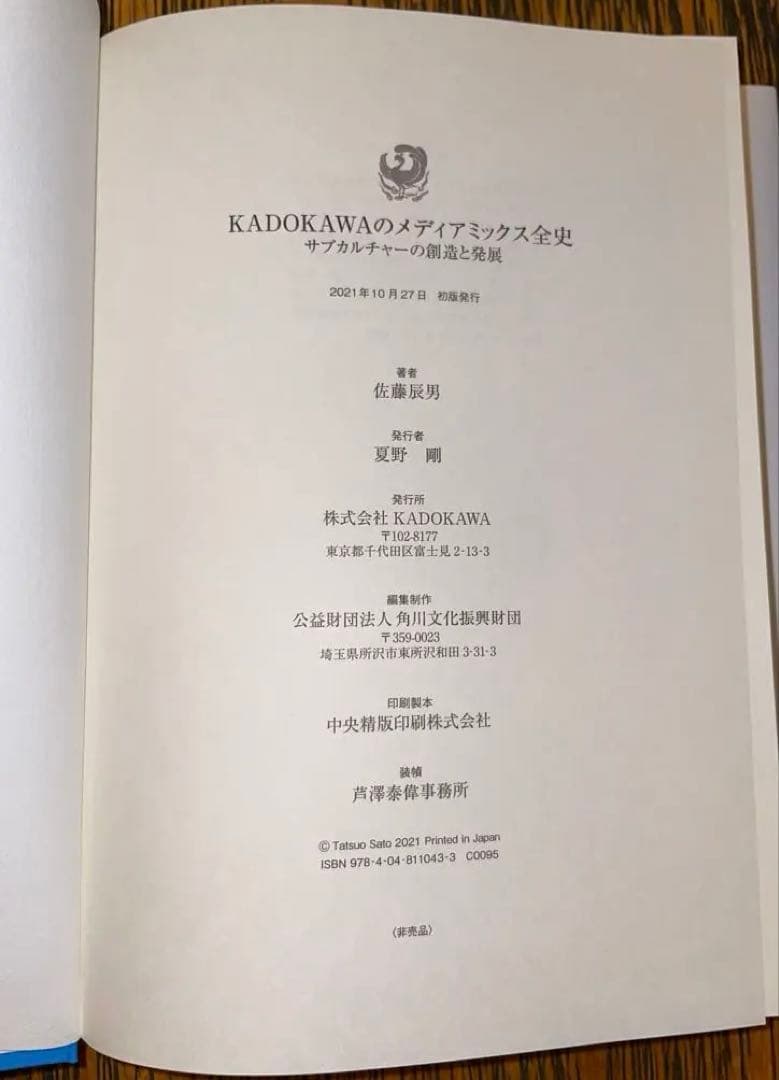 KADOKAWAのメディアミックス全史
サブカルチャーの創造と発展
2021年10月27日 初版発行
著者
佐藤辰男
発行者
夏野 剛
発行所
株式会社 KADOKAWA
〒102-8177
東京都千代田区富士見 2-13-3
編集制作
公益財団法人 角川文化振興財団
〒359-0023
埼玉県所沢市東所沢和田 3-31-3
印刷製本
中央精版印刷株式会社
装幀
芦澤泰偉事務所
© Tatsuo Sato 2021 Printed in Japan
ISBN 978-4-04-811043-3 C0095
〈非売品〉